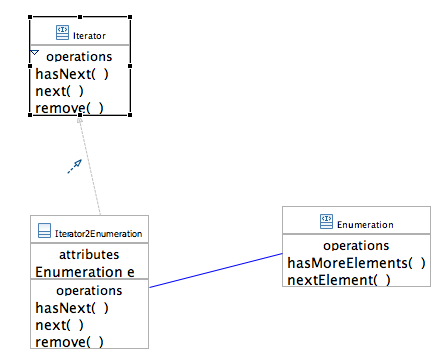 Iterator
operations
hasNext( )
next( )
remove( )
Iterator2Enumeration
attributes
Enumeration e
operations
hasNext( )
next( )
remove( )
Enumeration
operations
hasMoreElements( )
nextElement( )